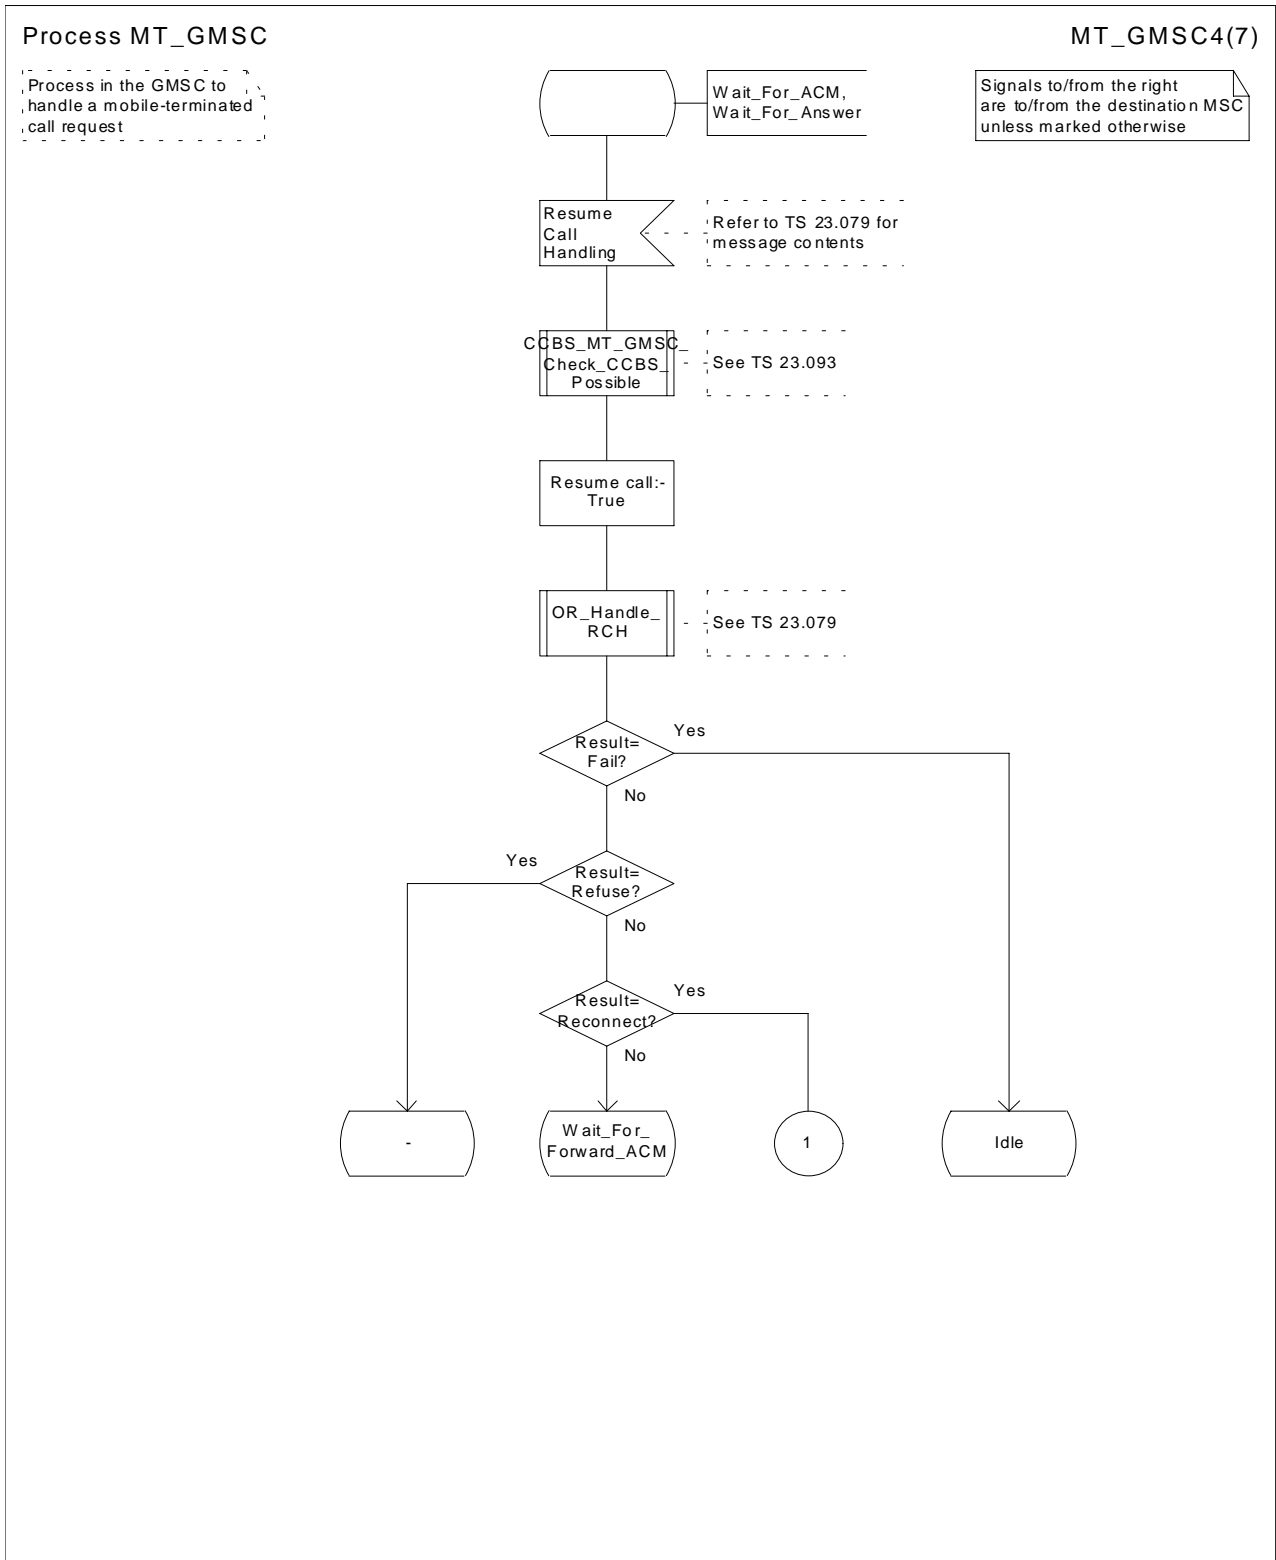 Process MT_GMSC
MT_GMSC4(7)
Process in the GMSC to
handle a mobile-terminated
call request
Wait_For_ACM,
Wait_For_Answer
Signals to/from the right
are to/from the destination MSC
unless marked otherwise
Resume
Call
Handling
Refer to TS 23.079 for
message contents
CCBS_MT_GMSC_
Check_CCBS_
Possible
See TS 23.093
Resume call:-
True
OR_Handle_
RCH
See TS 23.079
Result=
Fail?
Yes
No
Yes
Result=
Refuse?
No
Result=
Reconnect?
Yes
No
-
Wait_For_
Forward_ACM
1
Idle